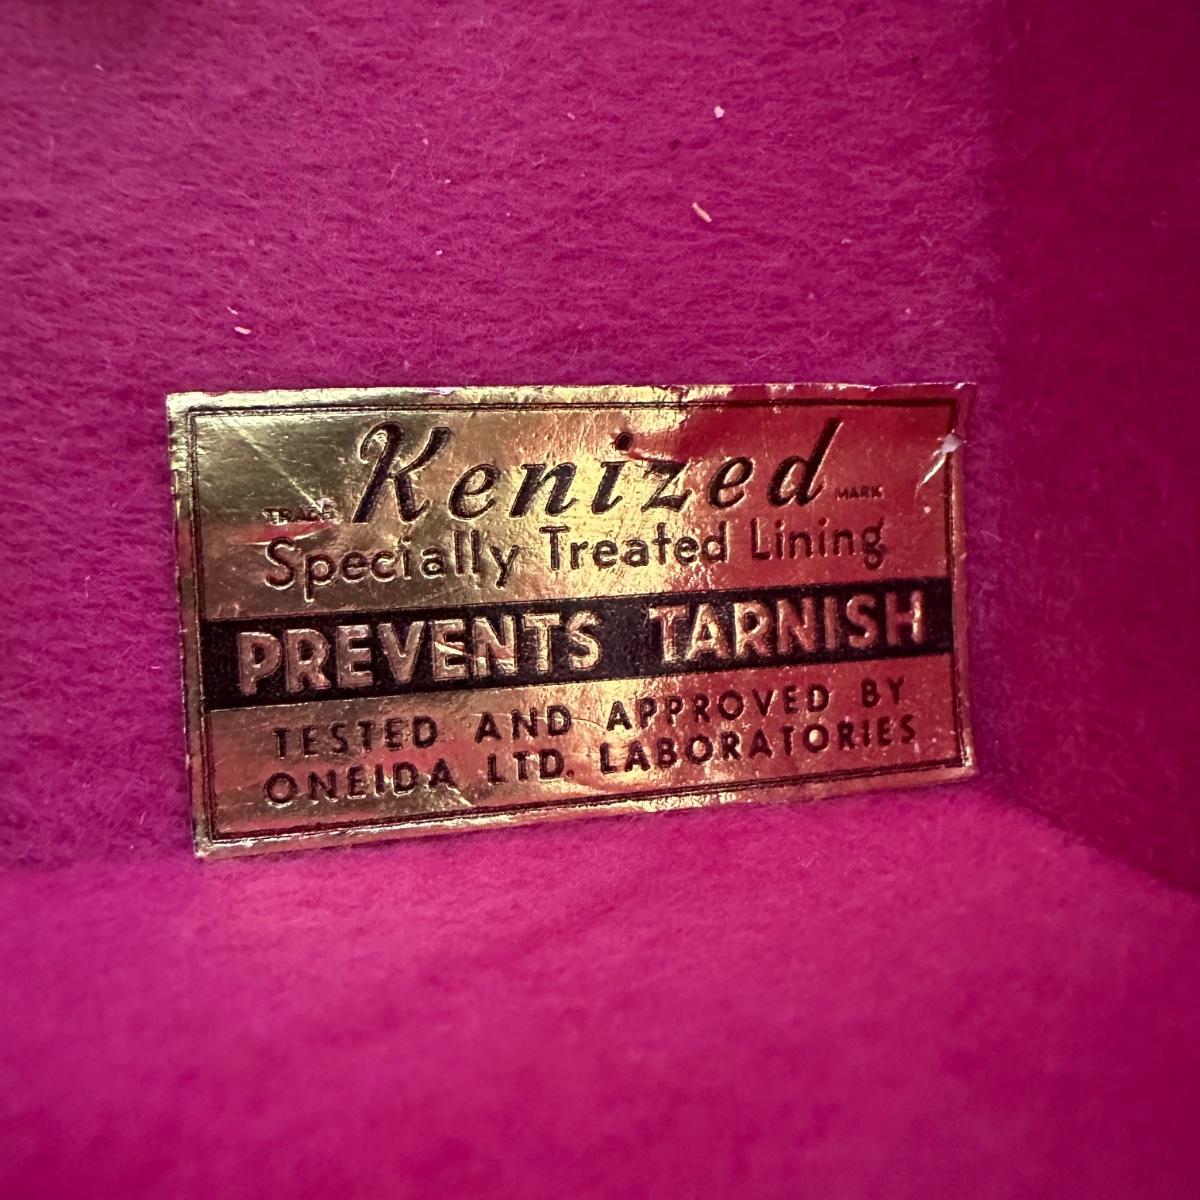 Kenized
TRADE MARK
Specially Treated Lining
PREVENTS TARNISH
TESTED AND APPROVED BY
ONEIDA LTD. LABORATORIES